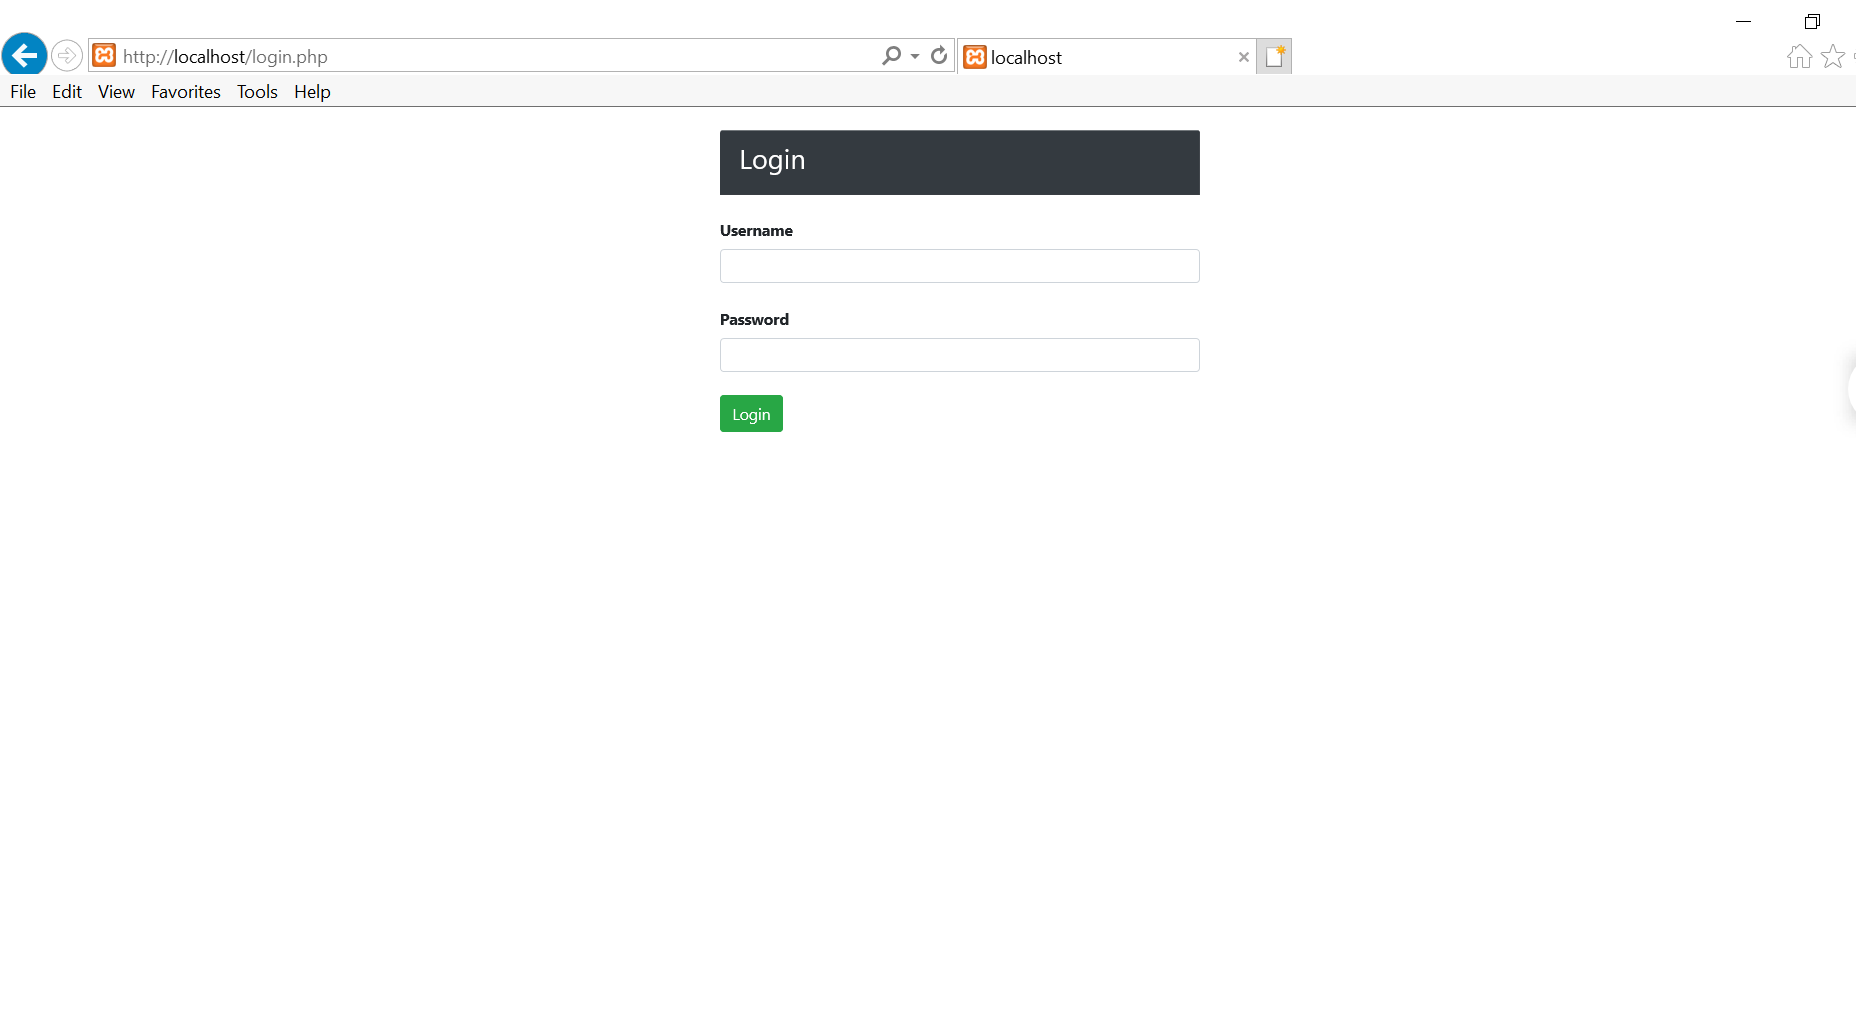 http://localhost/login.php
localhost
File Edit View Favorites Tools Help
Login
Username
Password
Login